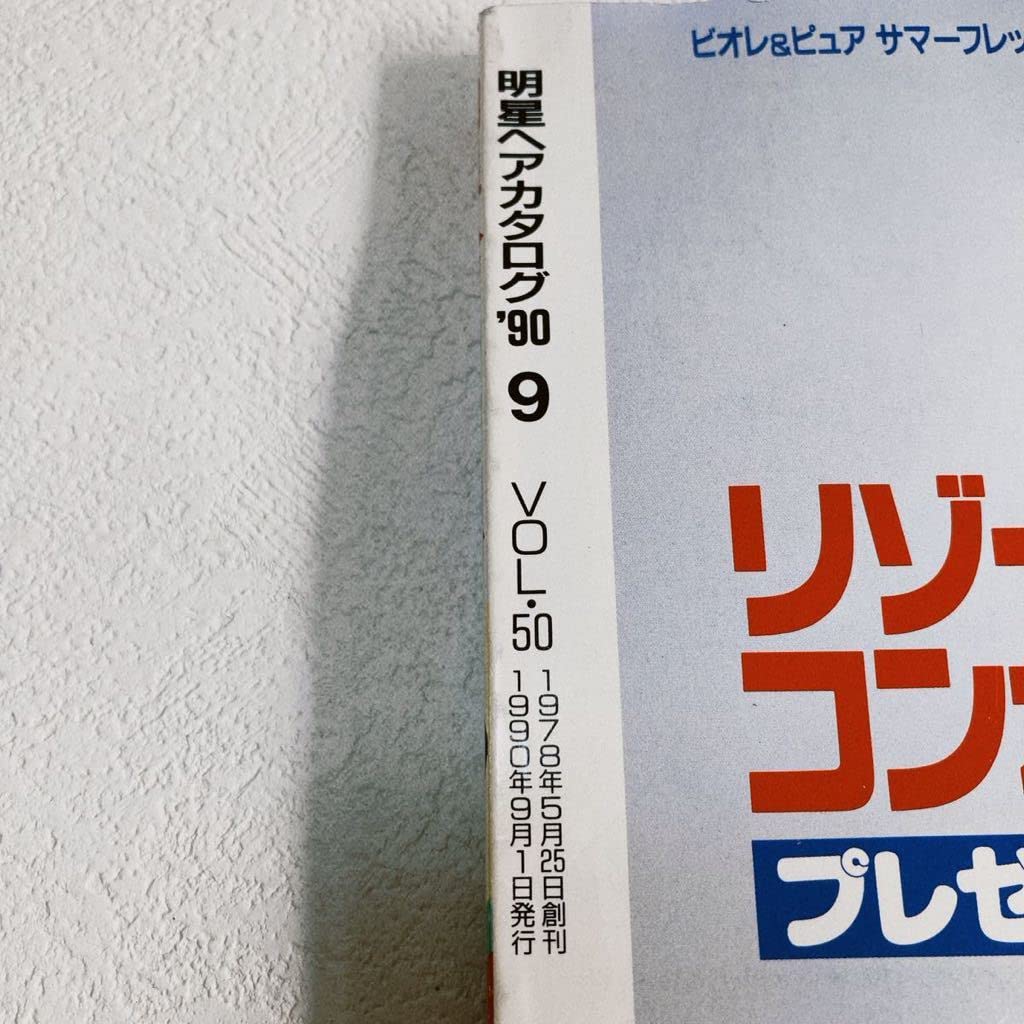 明星ヘアカタログ'90 9 VOL.50
1978年5月25日創刊
1990年9月1日発行
ビオレ&ピュア サマーフレッ
リゾー
コン
プレゼ